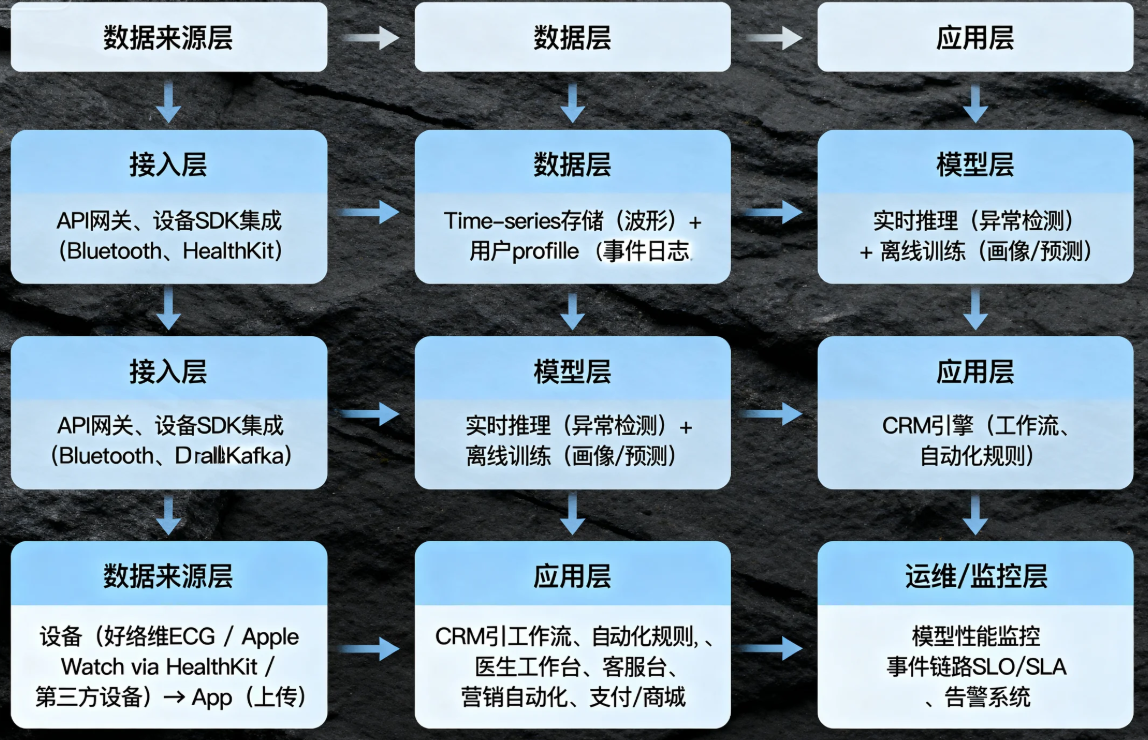 数据来源层
数据层
应用层
接入层
API网关、设备SDK集成
（Bluetooth、HealthKit）
数据层
Time-series存储（波形）+
用户profille（事件日志
模型层
实时推理（异常检测）
+ 离线训练（画像/预测）
接入层
API网关、设备SDK集成
（Bluetooth、Kafka）
模型层
实时推理（异常检测）+
离线训练（画像/预测）
应用层
CRM引擎（工作流、
自动化规则）
数据来源层
设备（好络维ECG / Apple
Watch via HealthKit /
第三方设备）→ App（上传）
应用层
CRM引工作流、自动化规则,、
医生工作台、客服台、
营销自动化、支付/商城
运维/监控层
模型性能监控
事件链路SLO/SLA
、告警系统